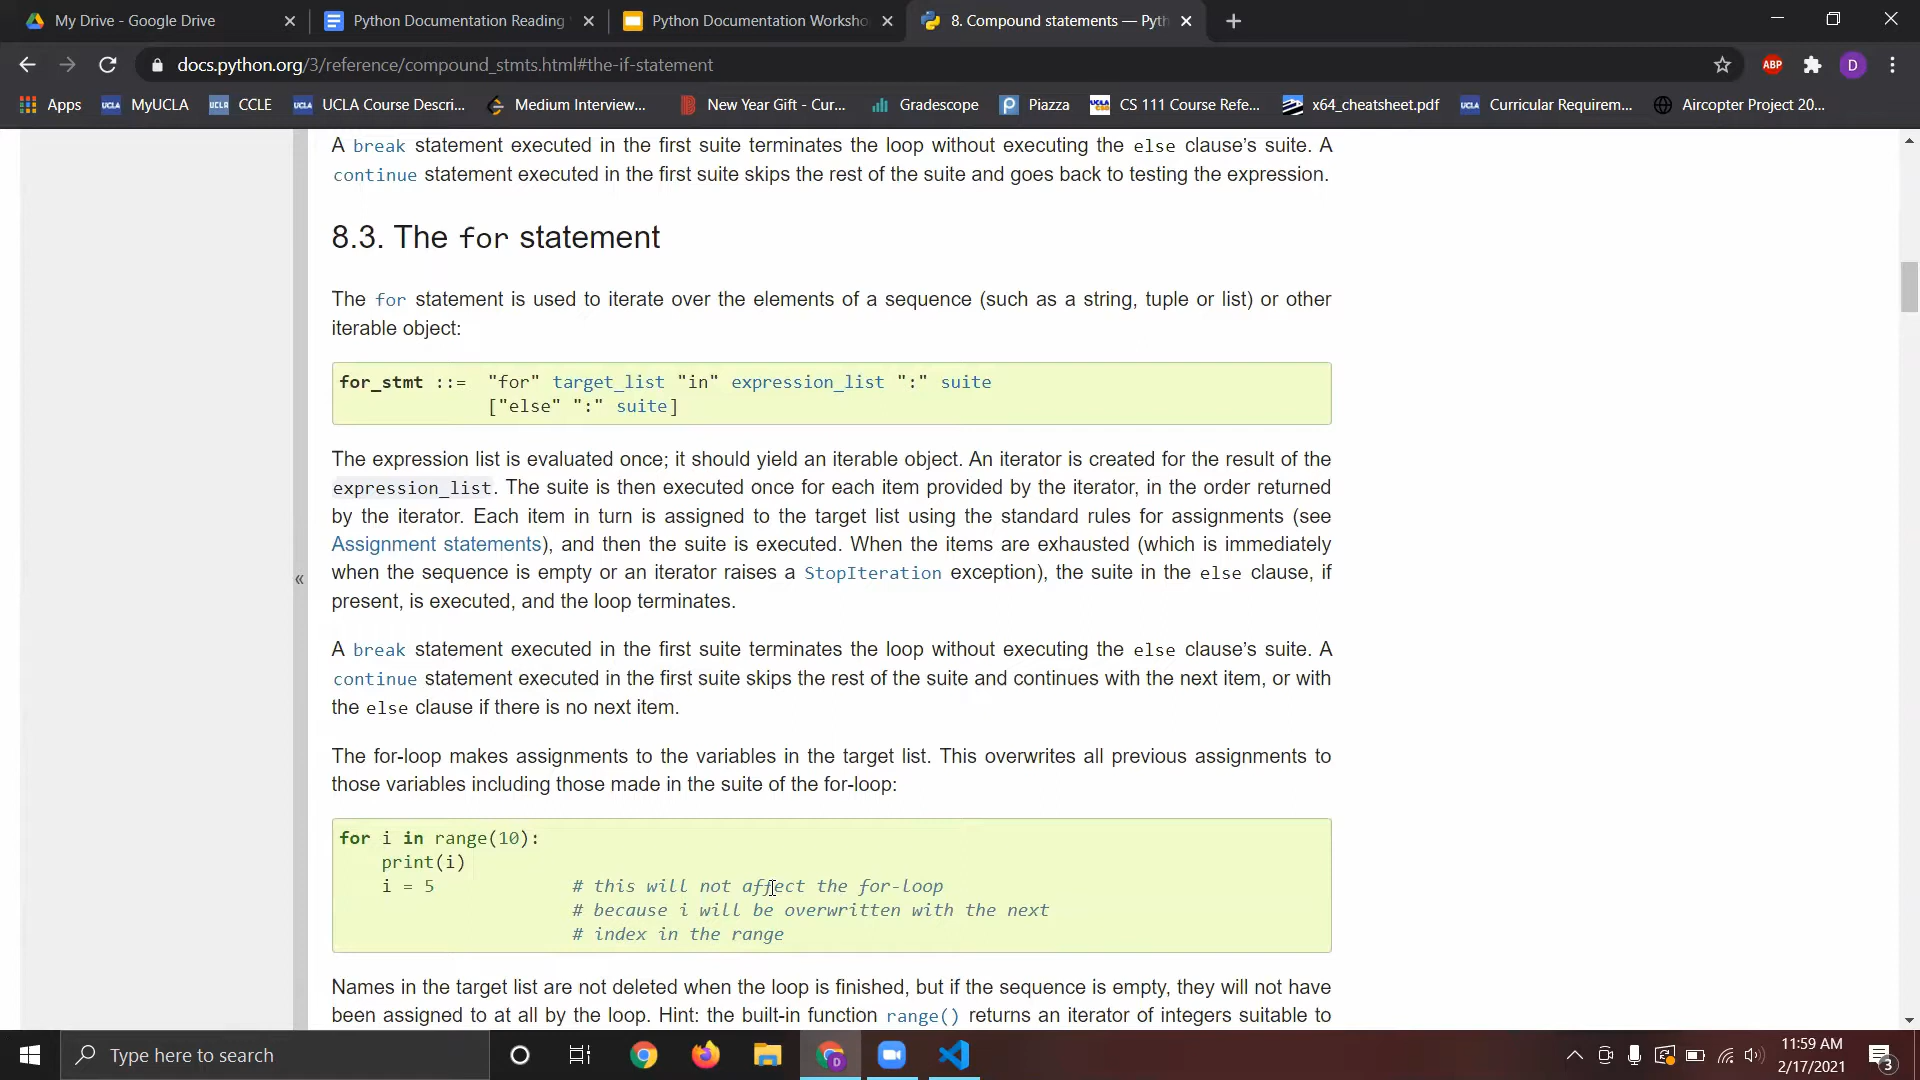 My Drive - Google Drive
Python Documentation Reading
Python Documentation Worksho
8. Compound statements — Pyth
docs.python.org/3/reference/compound_stmts.html#the-if-statement
ABP
D
Apps
UCLA MyUCLA
UCLA CCLE
UCLA UCLA Course Descri...
Medium Interview...
New Year Gift - Cur...
Gradescope
Piazza
CS 111 Course Refe...
x64_cheatsheet.pdf
UCLA Curricular Requirem...
Aircopter Project 20...
A break statement executed in the first suite terminates the loop without executing the else clause’s suite. A
continue statement executed in the first suite skips the rest of the suite and goes back to testing the expression.
8.3. The for statement
The for statement is used to iterate over the elements of a sequence (such as a string, tuple or list) or other
iterable object:
for_stmt ::= "for" target_list "in" expression_list ":" suite
["else" ":" suite]
The expression list is evaluated once; it should yield an iterable object. An iterator is created for the result of the
expression_list. The suite is then executed once for each item provided by the iterator, in the order returned
by the iterator. Each item in turn is assigned to the target list using the standard rules for assignments (see
Assignment statements), and then the suite is executed. When the items are exhausted (which is immediately
when the sequence is empty or an iterator raises a StopIteration exception), the suite in the else clause, if
present, is executed, and the loop terminates.
A break statement executed in the first suite terminates the loop without executing the else clause’s suite. A
continue statement executed in the first suite skips the rest of the suite and continues with the next item, or with
the else clause if there is no next item.
The for-loop makes assignments to the variables in the target list. This overwrites all previous assignments to
those variables including those made in the suite of the for-loop:
for i in range(10):
print(i)
i = 5 # this will not affect the for-loop
# because i will be overwritten with the next
# index in the range
Names in the target list are not deleted when the loop is finished, but if the sequence is empty, they will not have
been assigned to at all by the loop. Hint: the built-in function range() returns an iterator of integers suitable to
«
Type here to search
11:59 AM
2/17/2021
3